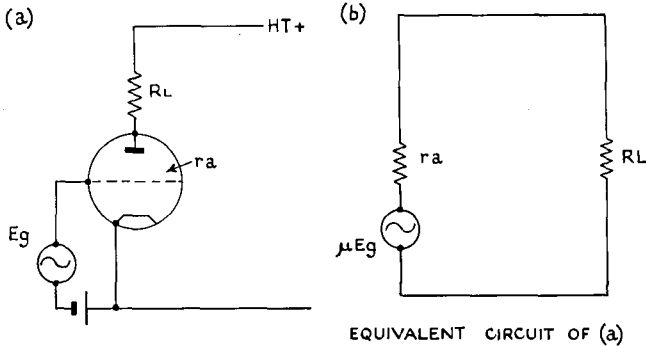 (a)
HT+
RL
ra
Eg
(b)
ra
RL
μEg
EQUIVALENT CIRCUIT OF (a)